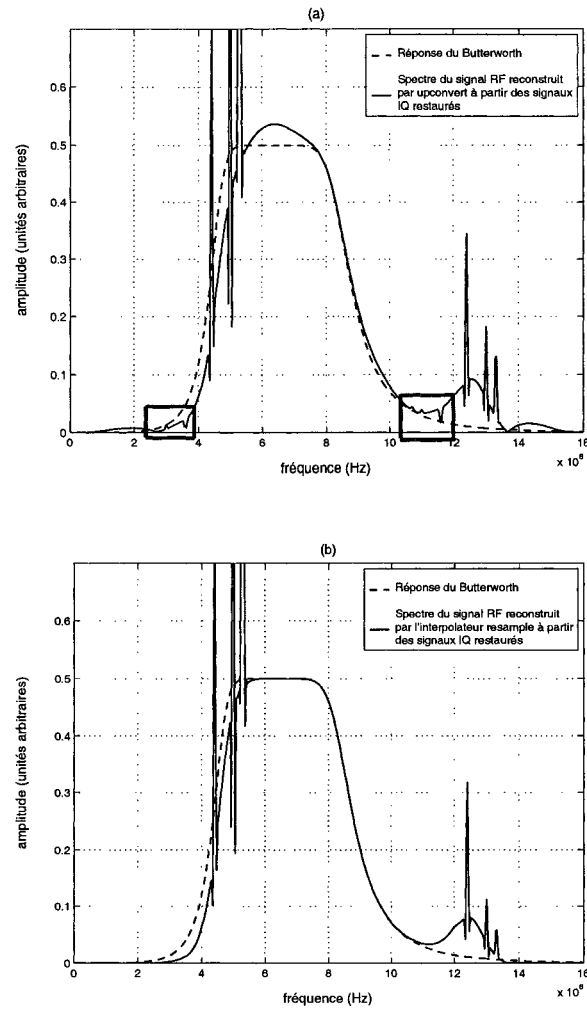 (a)
Réponse du Butterworth
Spectre du signal RF reconstruit
par upconvert à partir des signaux
IQ restaurés
amplitude (unités arbitraires)
0.6
0.5
0.4
0.3
0.2
0.1
0
0 2 4 6 8 10 12 14 16
x 10⁶
fréquence (Hz)
(b)
Réponse du Butterworth
Spectre du signal RF reconstruit
par l'interpolateur resample à partir
des signaux IQ restaurés
amplitude (unités arbitraires)
0.6
0.5
0.4
0.3
0.2
0.1
0
0 2 4 6 8 10 12 14 16
x 10⁶
fréquence (Hz)